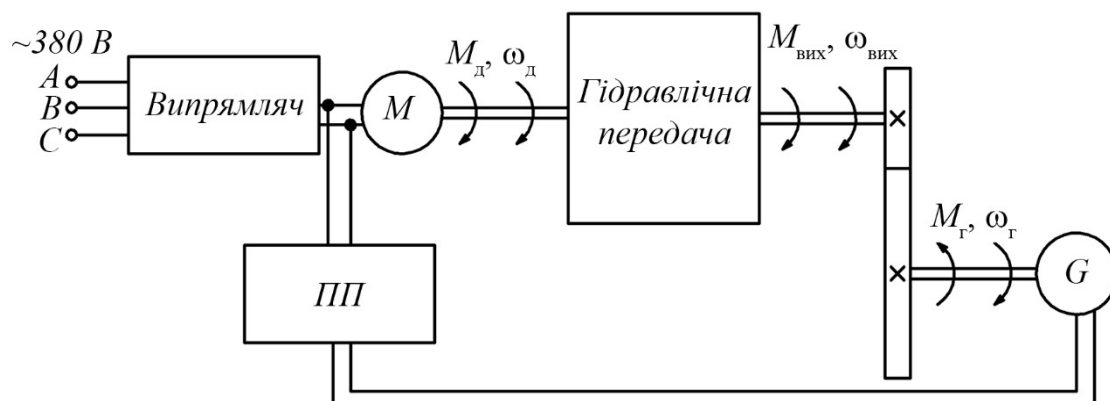 ~380 В
A
B
C
Випрямляч
M
Mд, ωд
Гідравлічна
передача
Mвих, ωвих
ПП
Mг, ωг
G